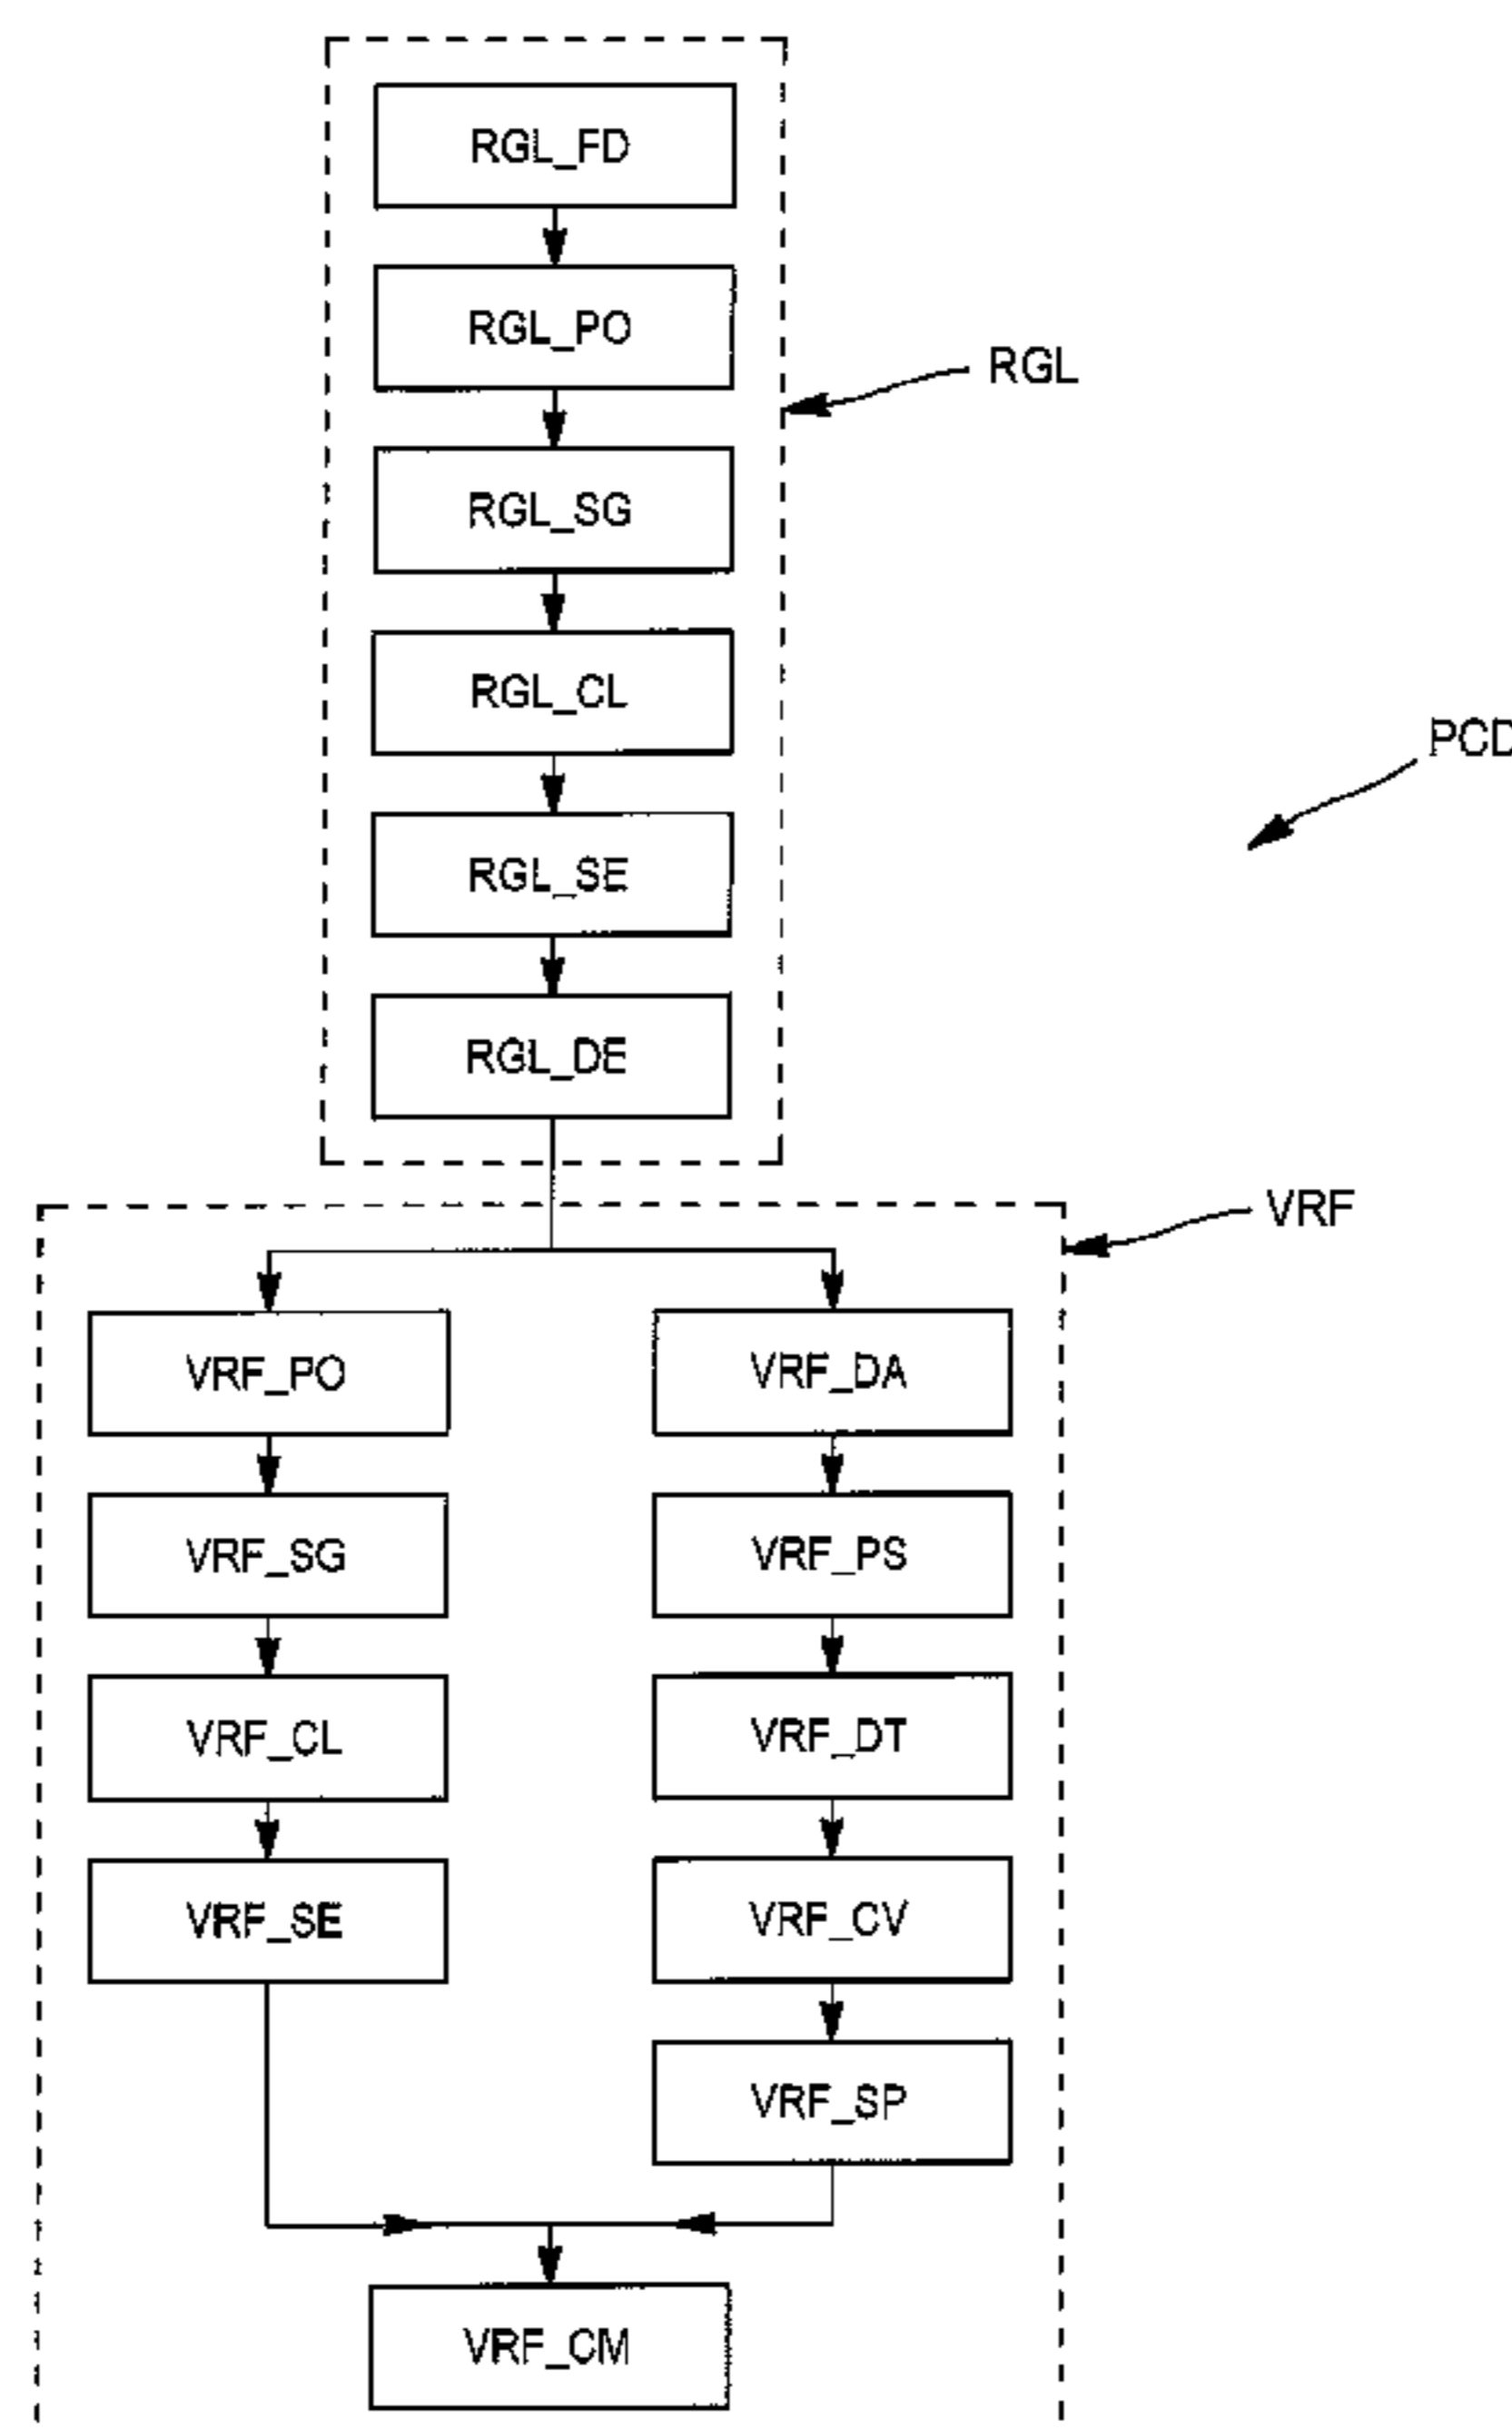 RGL_FD
RGL_PO
RGL
RGL_SG
RGL_CL
PCD
RGL_SE
RGL_DE
VRF
VRF_PO
VRF_DA
VRF_SG
VRF_PS
VRF_CL
VRF_DT
VRF_SE
VRF_CV
VRF_SP
VRF_CM